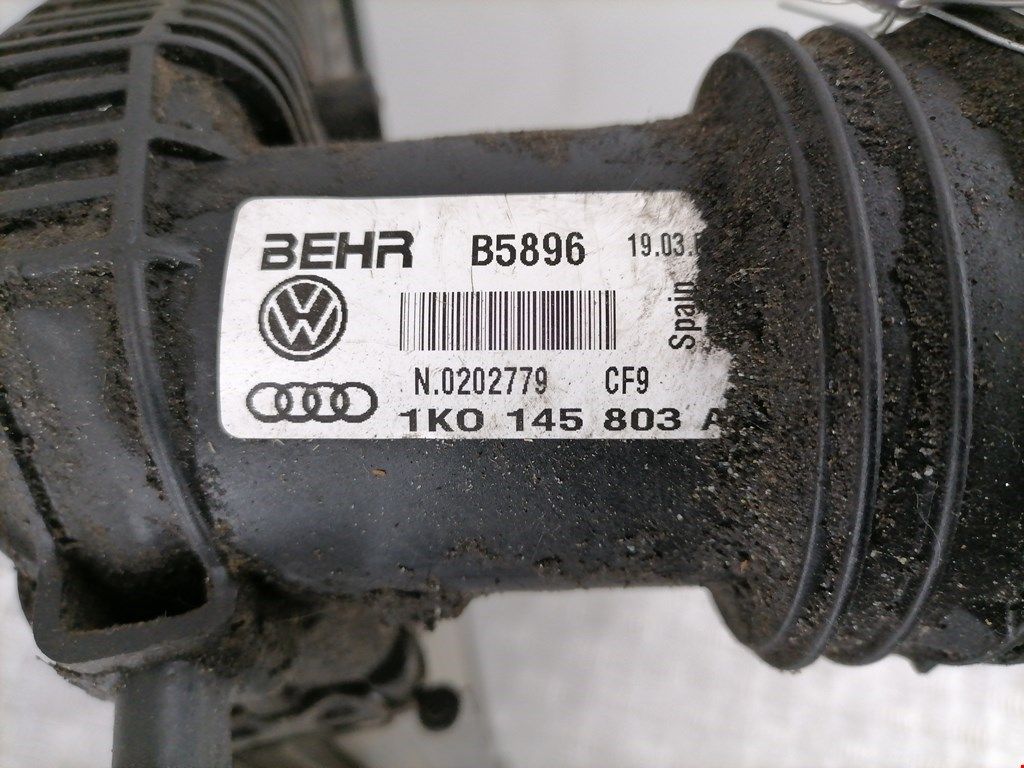 BEHR B5896 19.03.
Spain
N.0202779 CF9
1K0 145 803 A